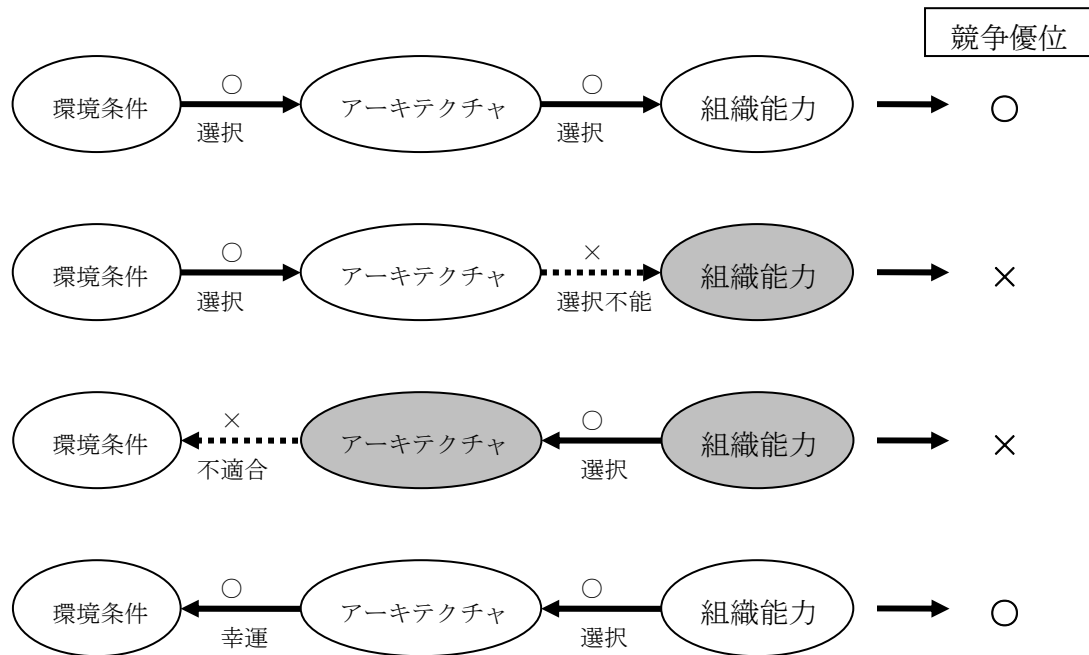 競争優位
○ ○
環境条件 アーキテクチャ 組織能力 ○
選択 選択
○ ×
環境条件 アーキテクチャ 組織能力 ×
選択 選択不能
× ○
環境条件 アーキテクチャ 組織能力 ×
不適合 選択
○ ○
環境条件 アーキテクチャ 組織能力 ○
幸運 選択